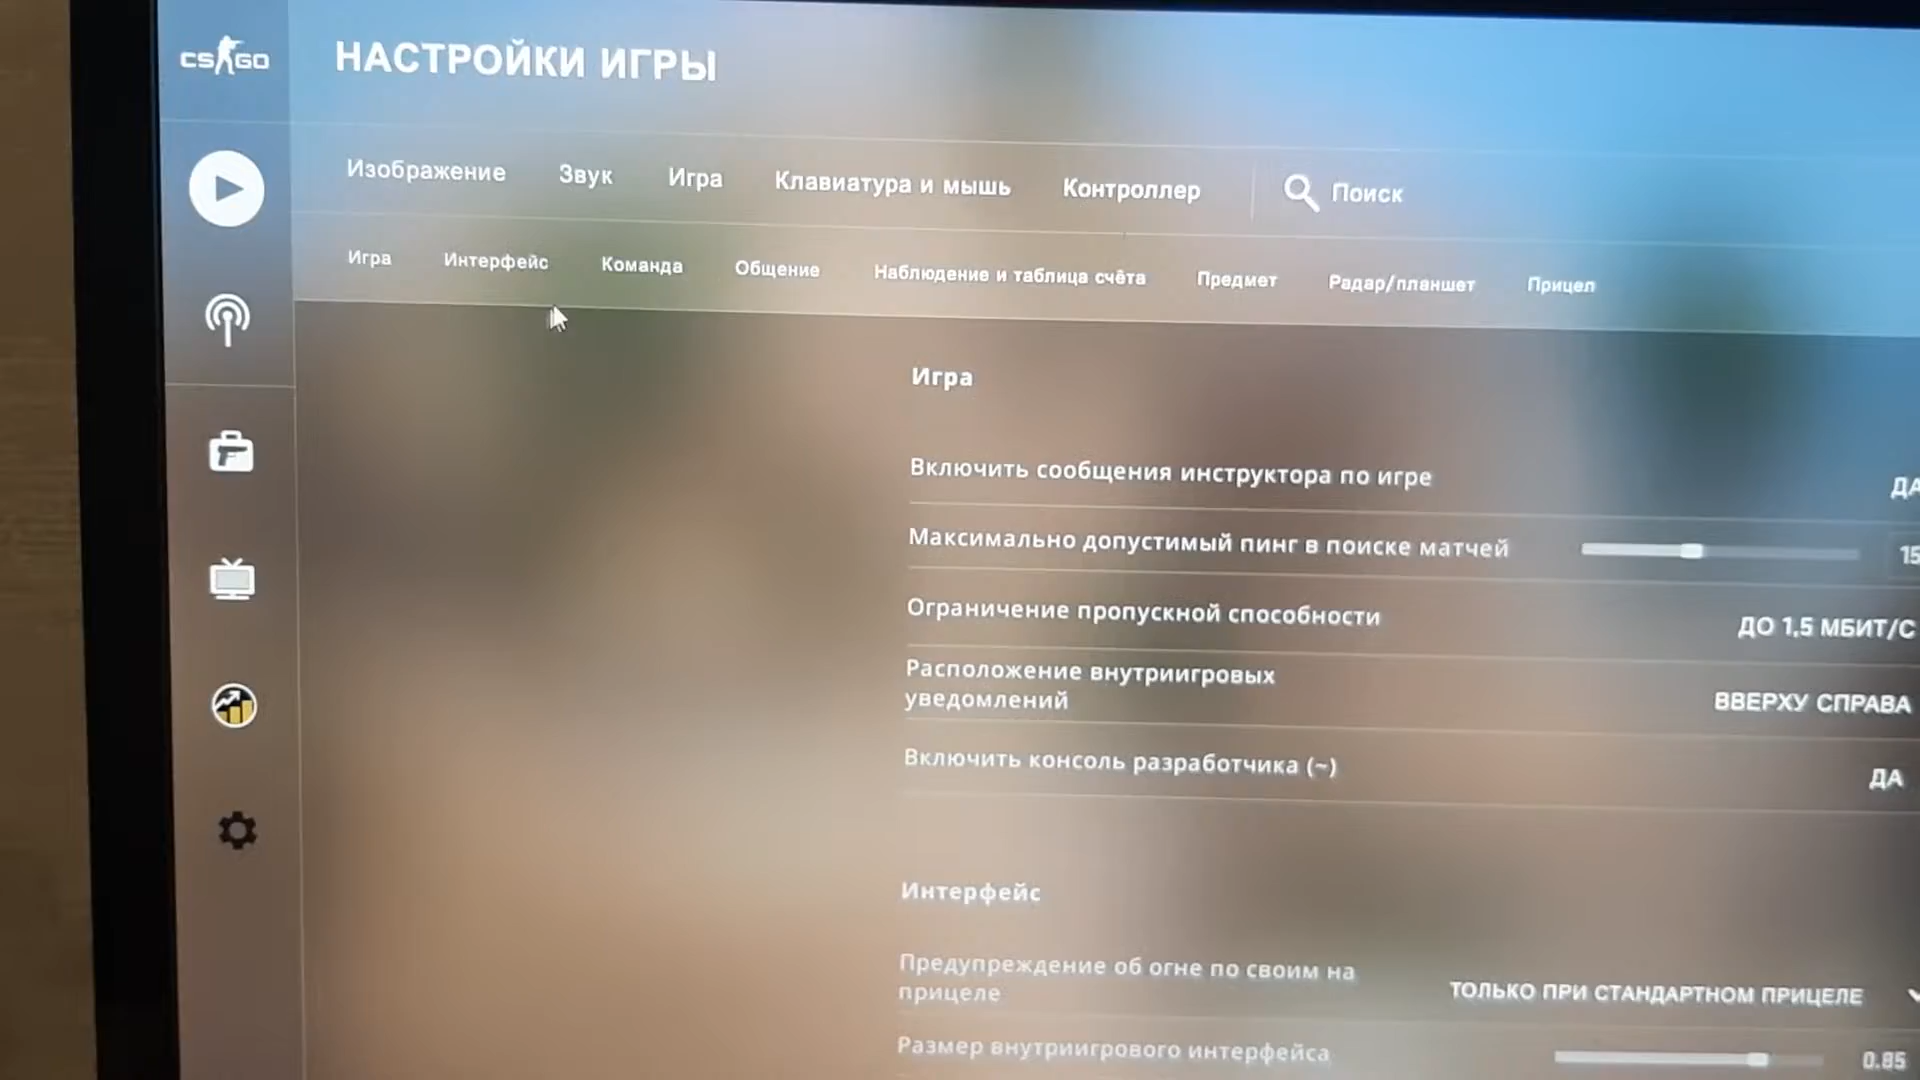 CS GO
НАСТРОЙКИ ИГРЫ
Изображение Звук Игра Клавиатура и мышь Контроллер Поиск
Игра Интерфейс Команда Общение Наблюдение и таблица счёта Предмет Радар/планшет Прицел
Игра
Включить сообщения инструктора по игре ДА
Максимально допустимый пинг в поиске матчей 15
Ограничение пропускной способности ДО 1,5 МБИТ/С
Расположение внутриигровых
уведомлений ВВЕРХУ СПРАВА
Включить консоль разработчика (~) ДА
Интерфейс
Предупреждение об огне по своим на
прицеле ТОЛЬКО ПРИ СТАНДАРТНОМ ПРИЦЕЛЕ
Размер внутриигрового интерфейса 0.85